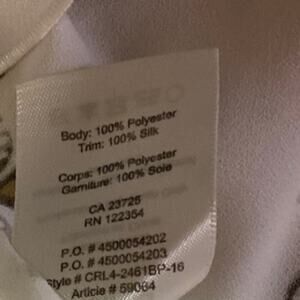 Body: 100% Polyester
Trim: 100% Silk
Corps: 100% Polyester
Garniture: 100% Soie
CA 23725
RN 122354
P.O. # 4500054202
P.O. # 4500054203
Style # CRL4-2461BP-16
Article # 59064